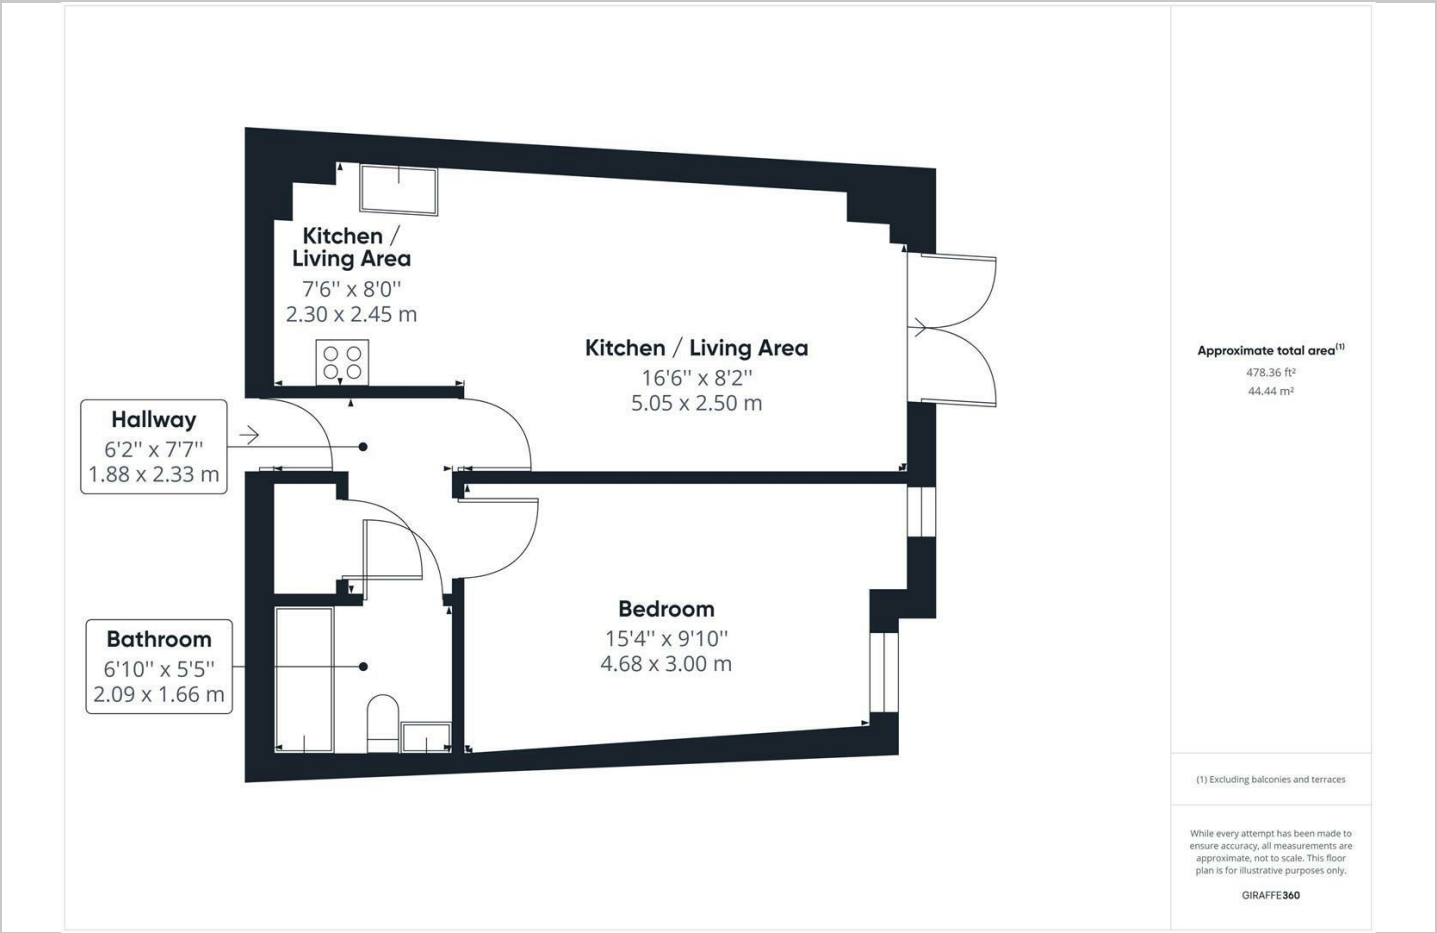 Kitchen /
Living Area
7'6" x 8'0"
2.30 x 2.45 m
Kitchen / Living Area
16'6" x 8'2"
5.05 x 2.50 m
Hallway
6'2" x 7'7"
1.88 x 2.33 m
Bathroom
6'10" x 5'5"
2.09 x 1.66 m
Bedroom
15'4" x 9'10"
4.68 x 3.00 m
Approximate total area(1)
478.36 ft²
44.44 m²
(1) Excluding balconies and terraces
While every attempt has been made to
ensure accuracy, all measurements are
approximate, not to scale. This floor
plan is for illustrative purposes only.
GIRAFFE360